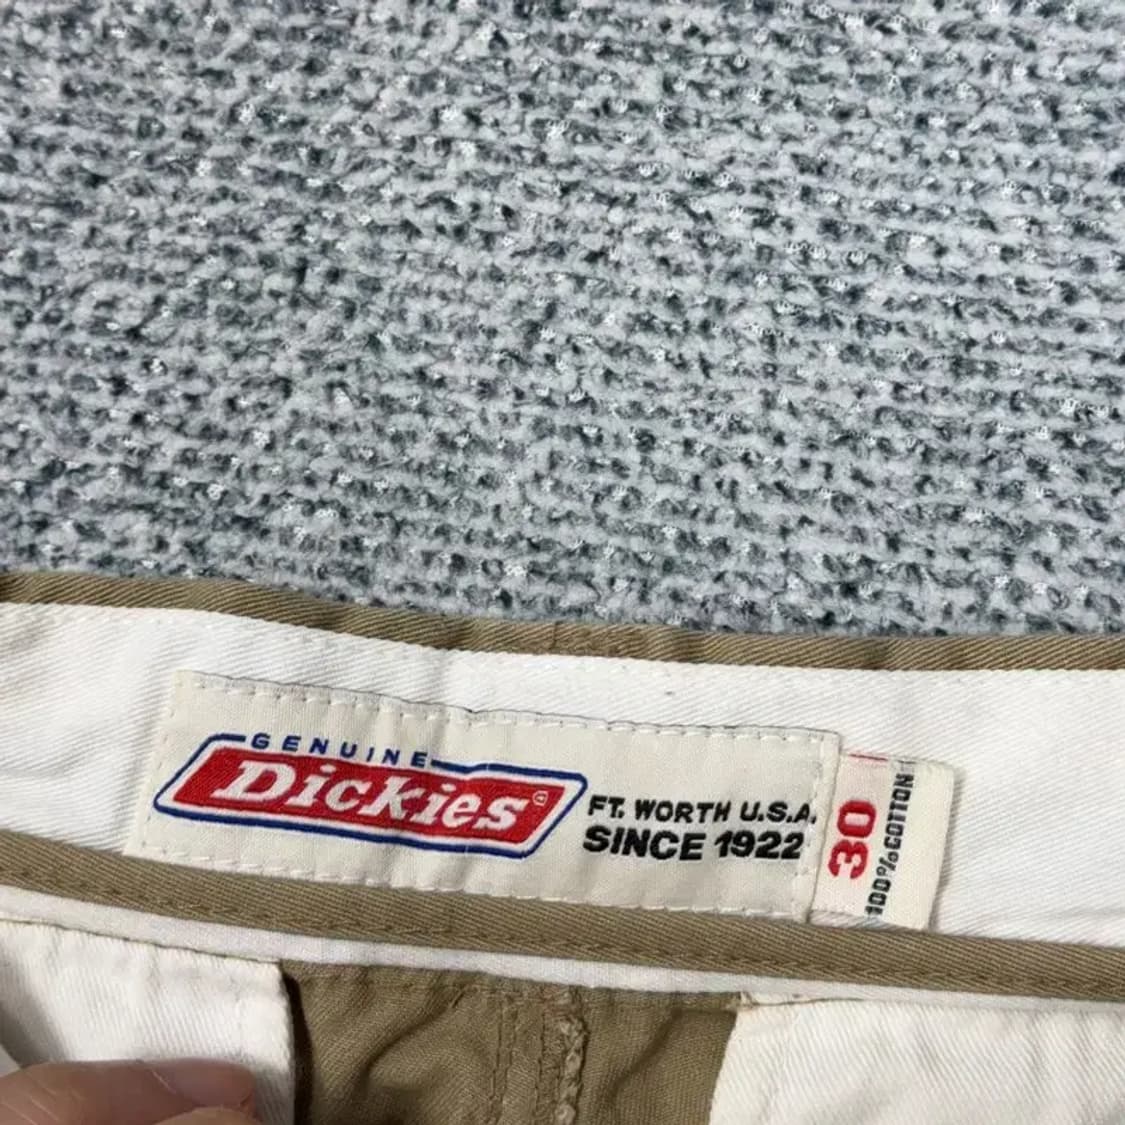 GENUINE
Dickies®
FT. WORTH U.S.A.
SINCE 1922
30
100%COTTON